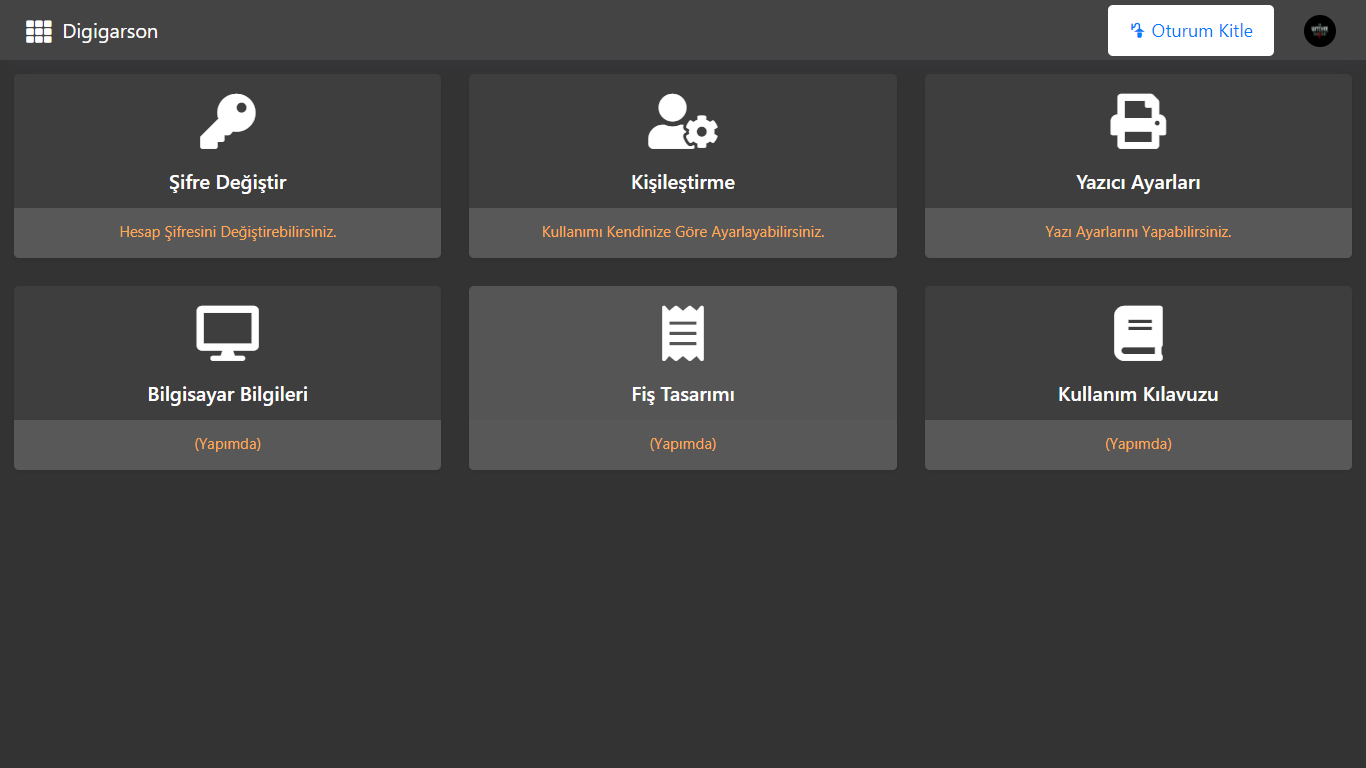 Digigarson
Oturum Kitle
Şifre Değiştir
Hesap Şifresini Değiştirebilirsiniz.
Kişileştirme
Kullanımı Kendinize Göre Ayarlayabilirsiniz.
Yazıcı Ayarları
Yazı Ayarlarını Yapabilirsiniz.
Bilgisayar Bilgileri
(Yapımda)
Fiş Tasarımı
(Yapımda)
Kullanım Kılavuzu
(Yapımda)